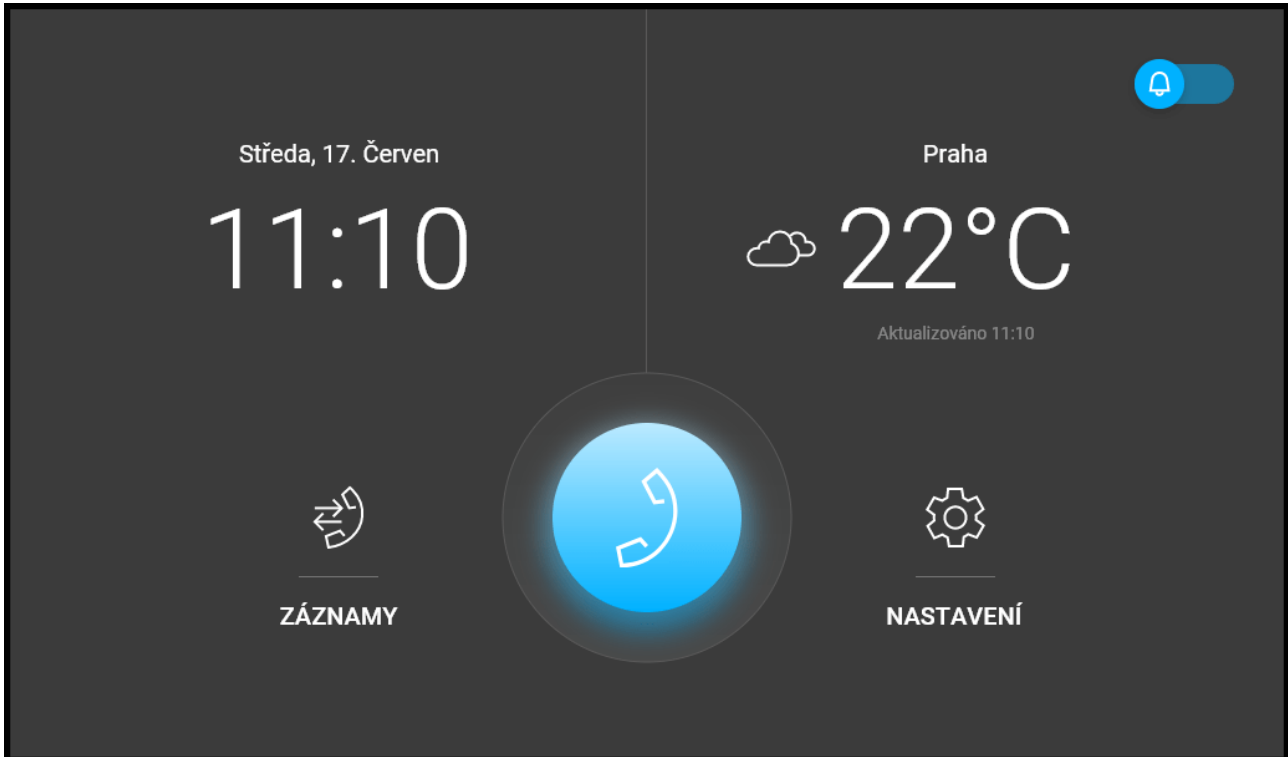 Středa, 17. Červen
11:10
Praha
22°C
Aktualizováno 11:10
ZÁZNAMY
NASTAVENÍ